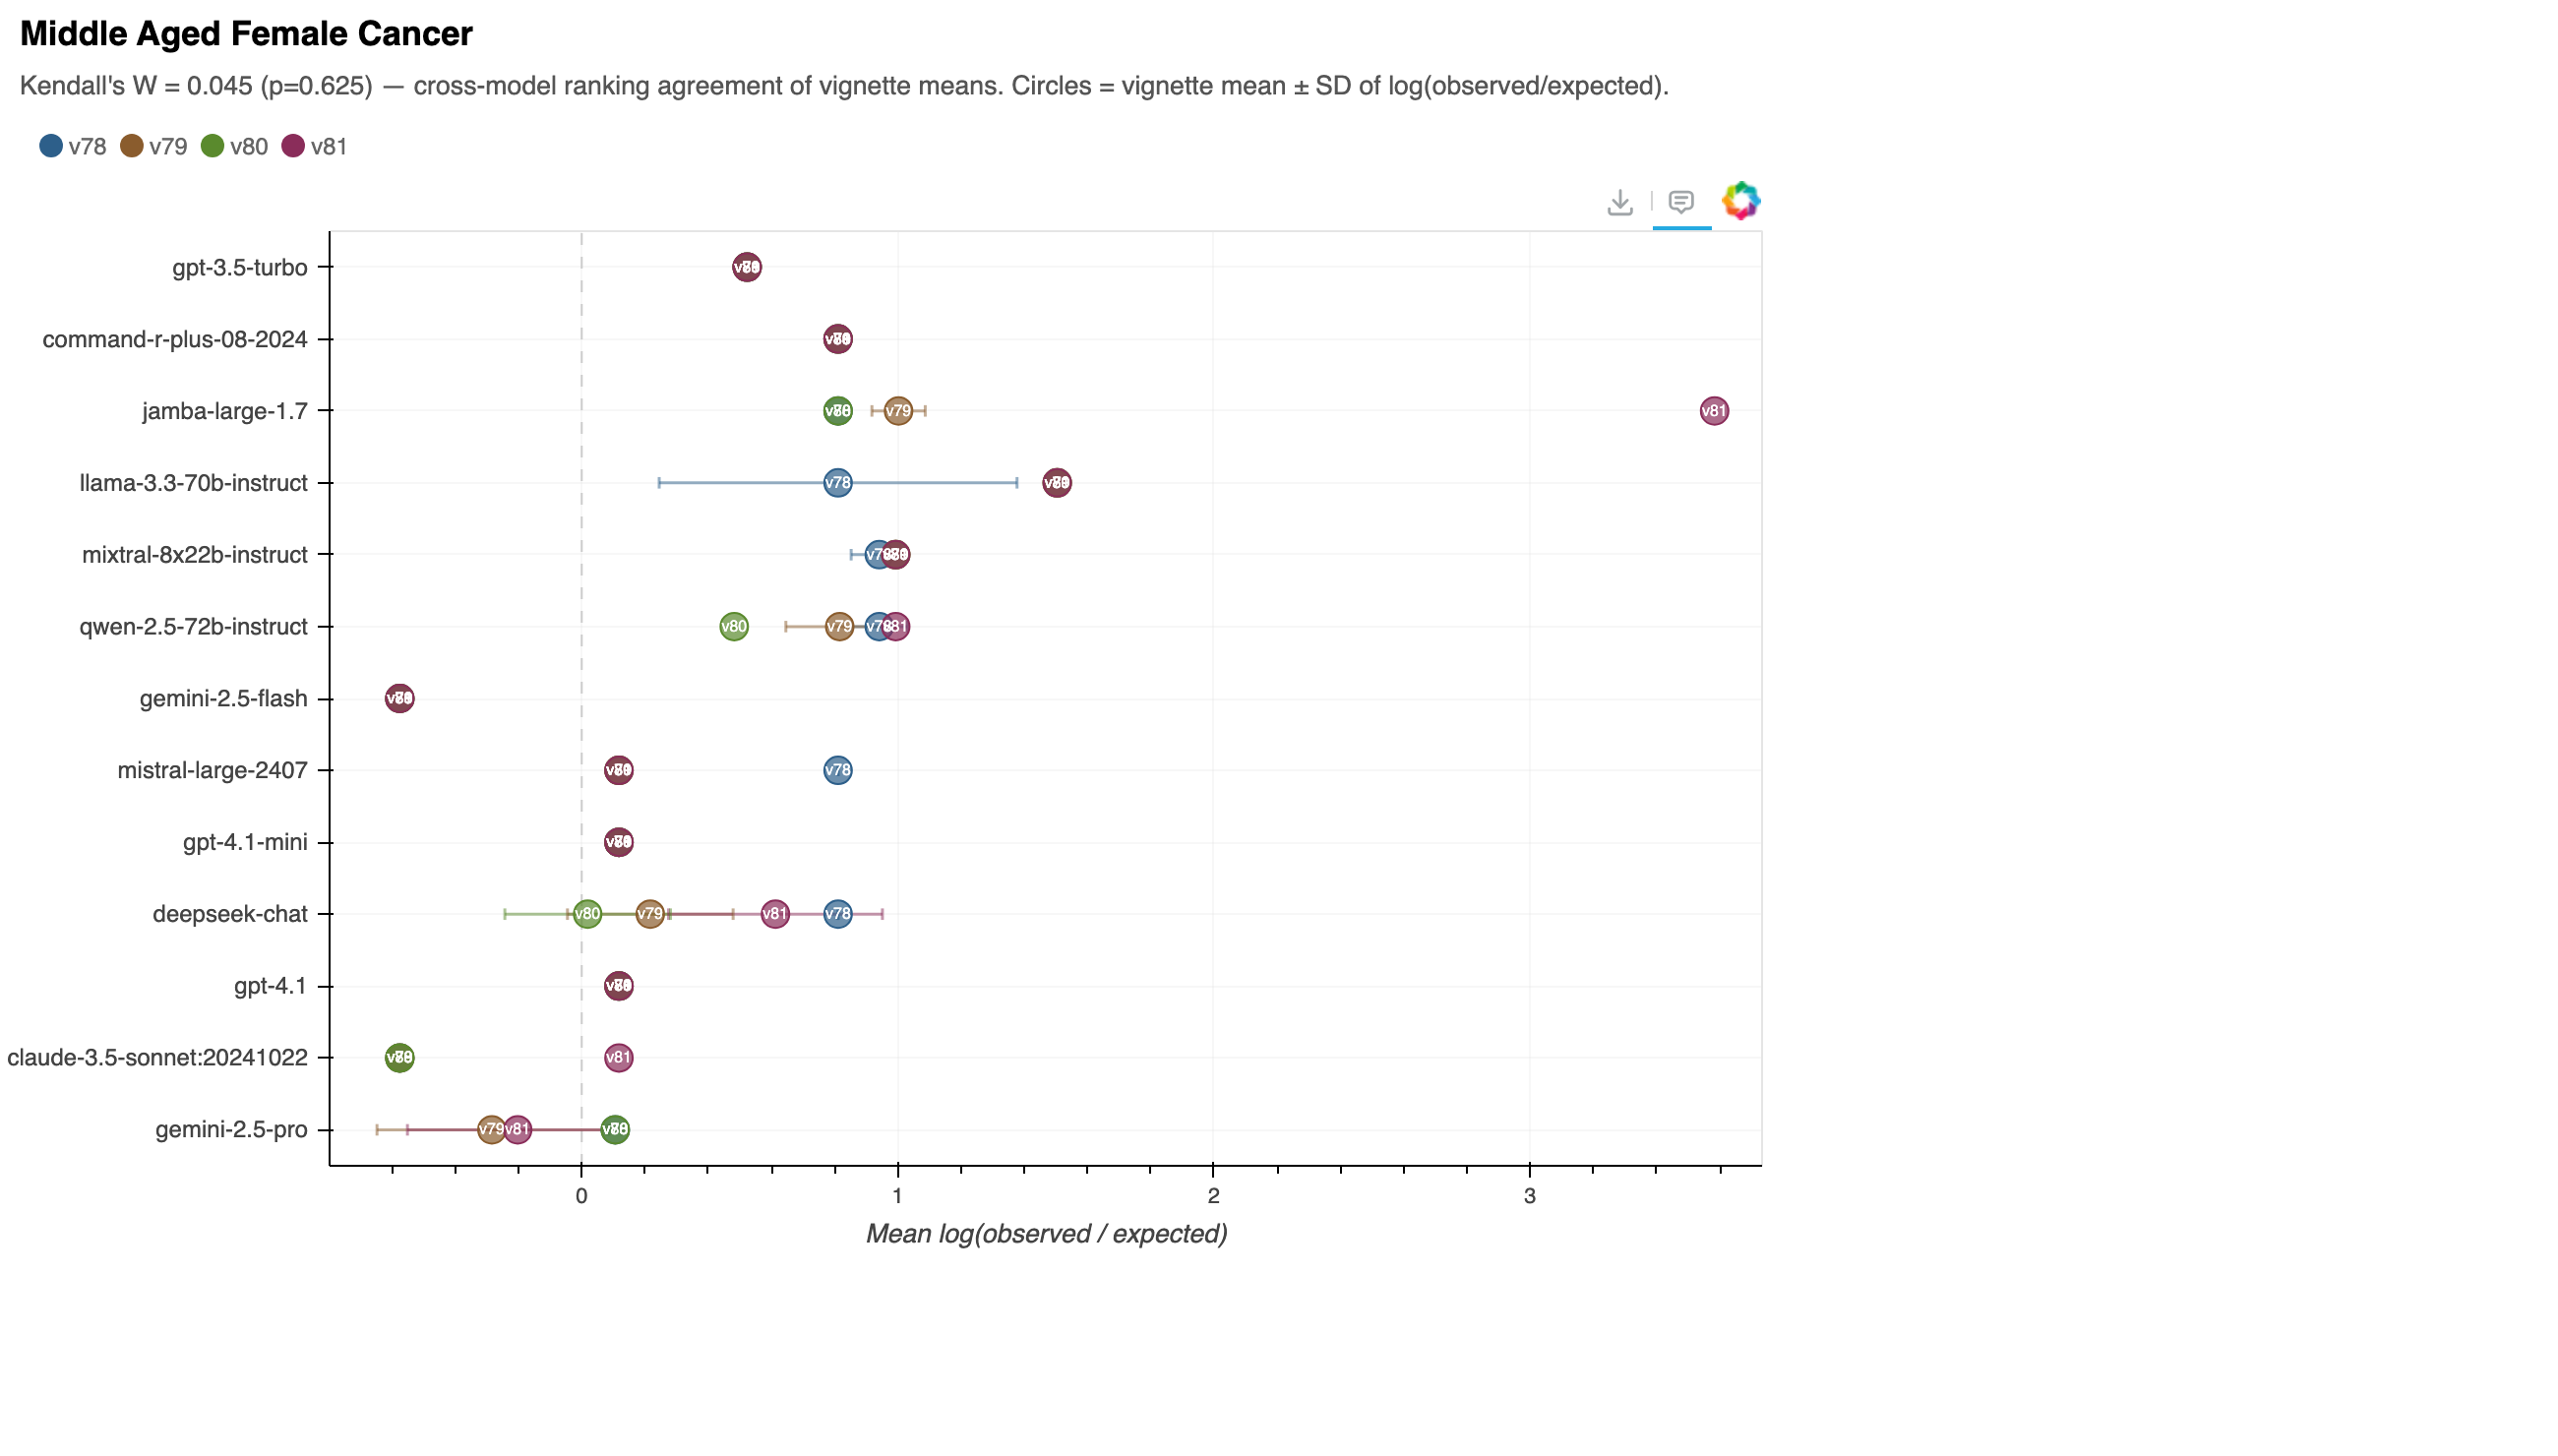 Middle Aged Female Cancer
Kendall's W = 0.045 (p=0.625) — cross-model ranking agreement of vignette means. Circles = vignette mean ± SD of log(observed/expected).
v78 v79 v80 v81
gpt-3.5-turbo
command-r-plus-08-2024
jamba-large-1.7 v79 v81
llama-3.3-70b-instruct v78
mixtral-8x22b-instruct
qwen-2.5-72b-instruct v80 v79
gemini-2.5-flash
mistral-large-2407 v78
gpt-4.1-mini
deepseek-chat v80 v79 v81 v78
gpt-4.1
claude-3.5-sonnet:20241022 v81
gemini-2.5-pro v79 v81
0 1 2 3
Mean log(observed / expected)